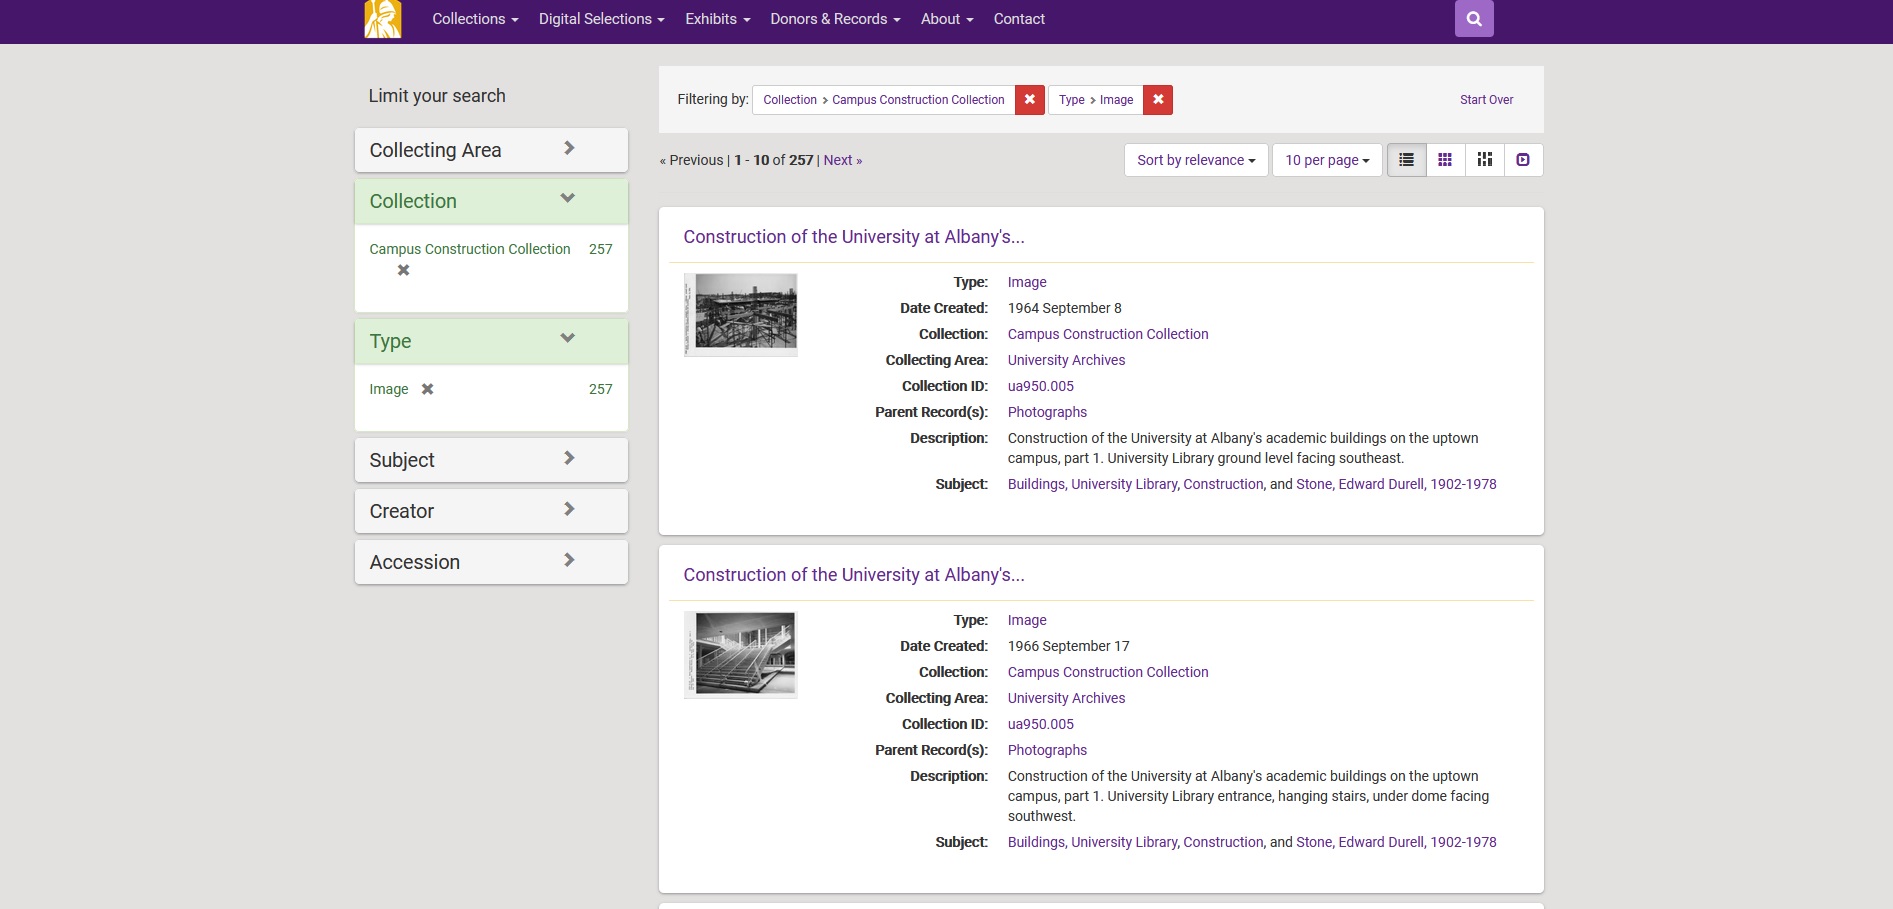 Collections Digital Selections Exhibits Donors & Records About Contact
Limit your search
Collecting Area
Collection
Campus Construction Collection 257
Type
Image 257
Subject
Creator
Accession
Filtering by: Collection > Campus Construction Collection Type > Image Start Over
« Previous | 1 - 10 of 257 | Next » Sort by relevance 10 per page
Construction of the University at Albany's...
Type: Image
Date Created: 1964 September 8
Collection: Campus Construction Collection
Collecting Area: University Archives
Collection ID: ua950.005
Parent Record(s): Photographs
Description: Construction of the University at Albany's academic buildings on the uptown
campus, part 1. University Library ground level facing southeast.
Subject: Buildings, University Library, Construction, and Stone, Edward Durell, 1902-1978
Construction of the University at Albany's...
Type: Image
Date Created: 1966 September 17
Collection: Campus Construction Collection
Collecting Area: University Archives
Collection ID: ua950.005
Parent Record(s): Photographs
Description: Construction of the University at Albany's academic buildings on the uptown
campus, part 1. University Library entrance, hanging stairs, under dome facing
southwest.
Subject: Buildings, University Library, Construction, and Stone, Edward Durell, 1902-1978